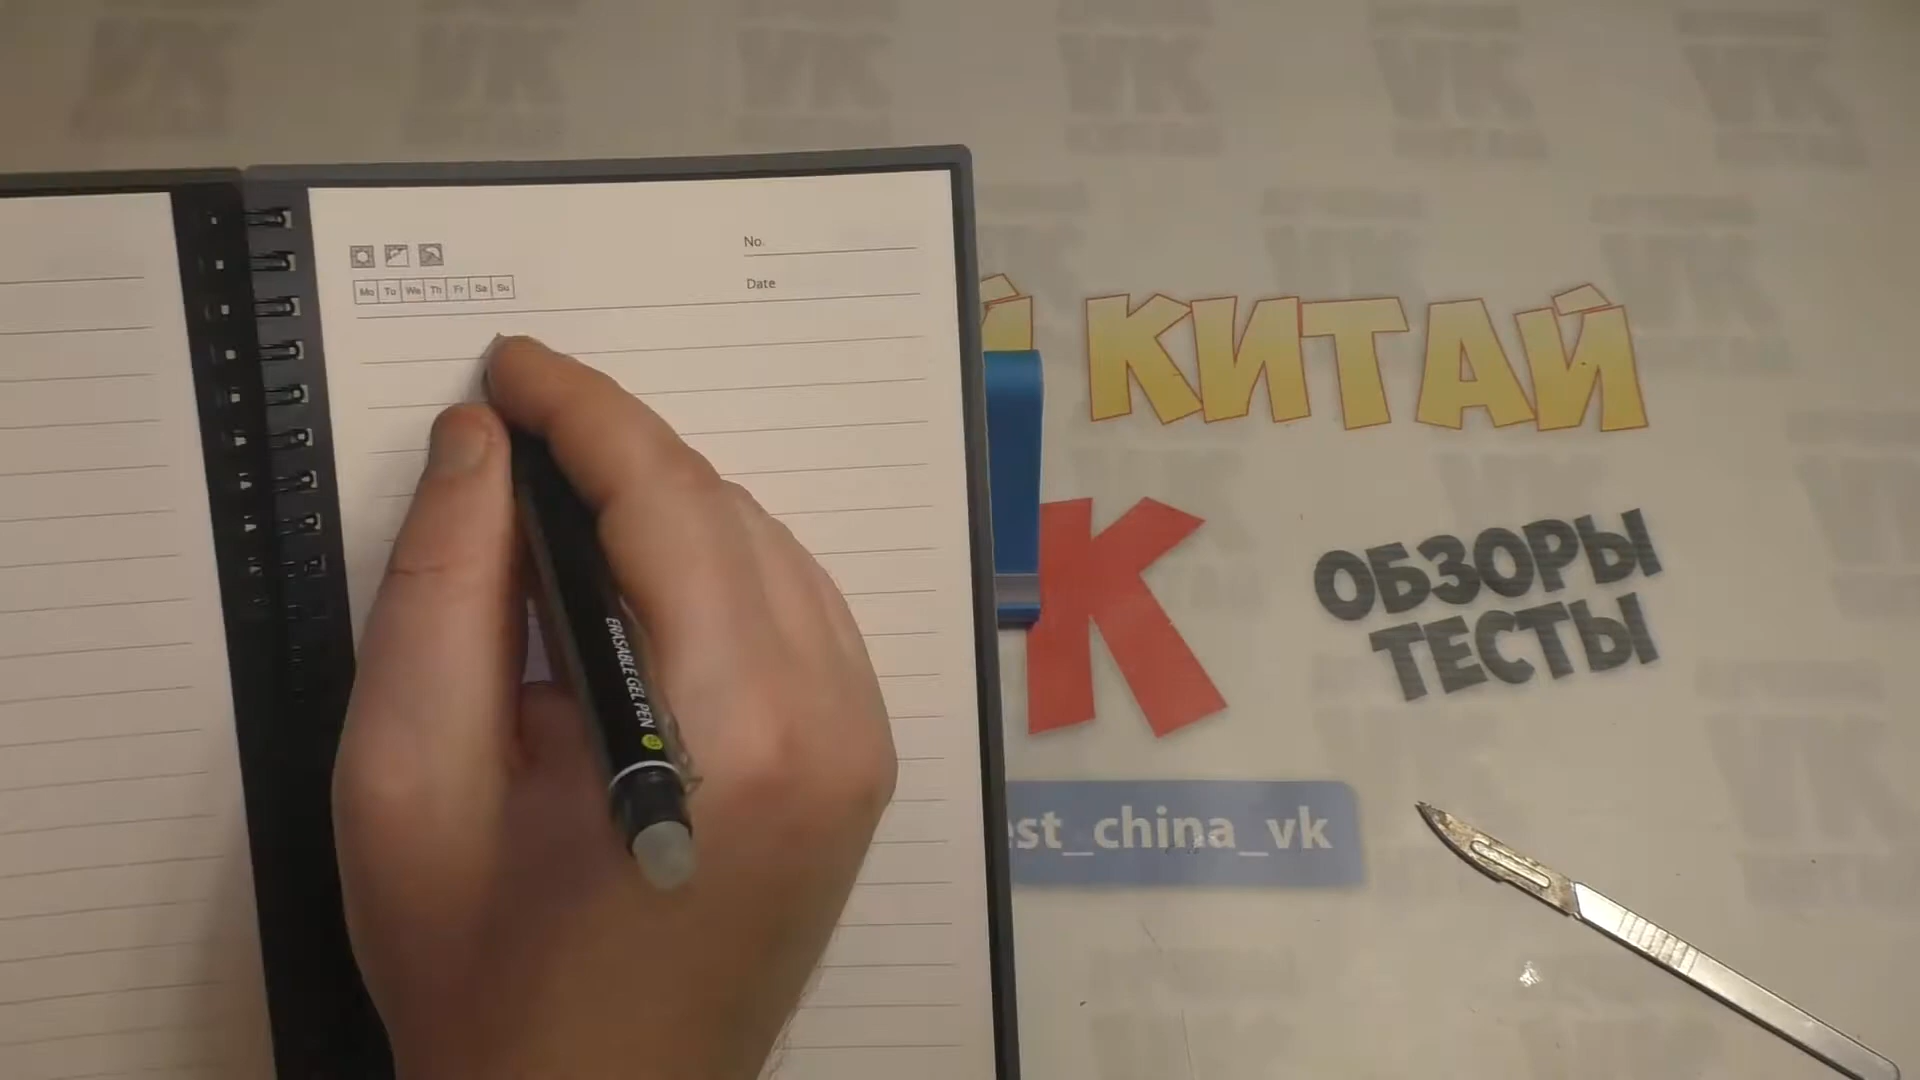 No.
Mo Tu We Th Fr Sa Su
Date
Й КИТАЙ
К
ОБЗОРЫ
ТЕСТЫ
est_china_vk
ERASABLE GEL PEN